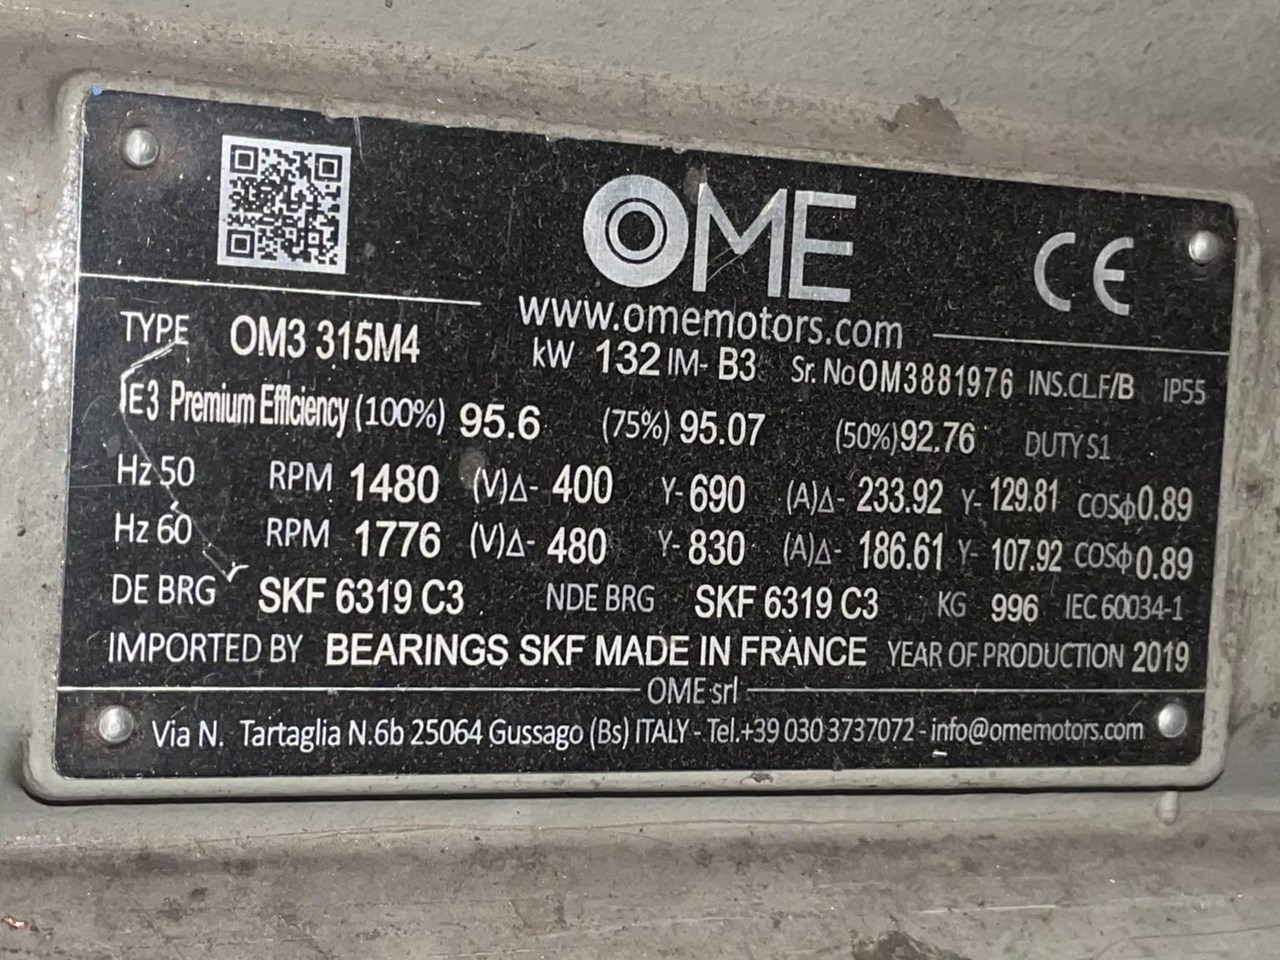 OME
CE
www.omemotors.com
TYPE OM3 315M4 kW 132 IM- B3 Sr. No OM3881976 INS.CL.F/B IP55
IE3 Premium Efficiency (100%) 95.6 (75%) 95.07 (50%) 92.76 DUTY S1
Hz 50 RPM 1480 (V)Δ- 400 Y- 690 (A)Δ- 233.92 Y- 129.81 COSϕ 0.89
Hz 60 RPM 1776 (V)Δ- 480 Y- 830 (A)Δ- 186.61 Y- 107.92 COSϕ 0.89
DE BRG SKF 6319 C3 NDE BRG SKF 6319 C3 KG 996 IEC 60034-1
IMPORTED BY BEARINGS SKF MADE IN FRANCE YEAR OF PRODUCTION 2019
OME srl
Via N. Tartaglia N.6b 25064 Gussago (Bs) ITALY - Tel.+39 030 3737072 - info@omemotors.com